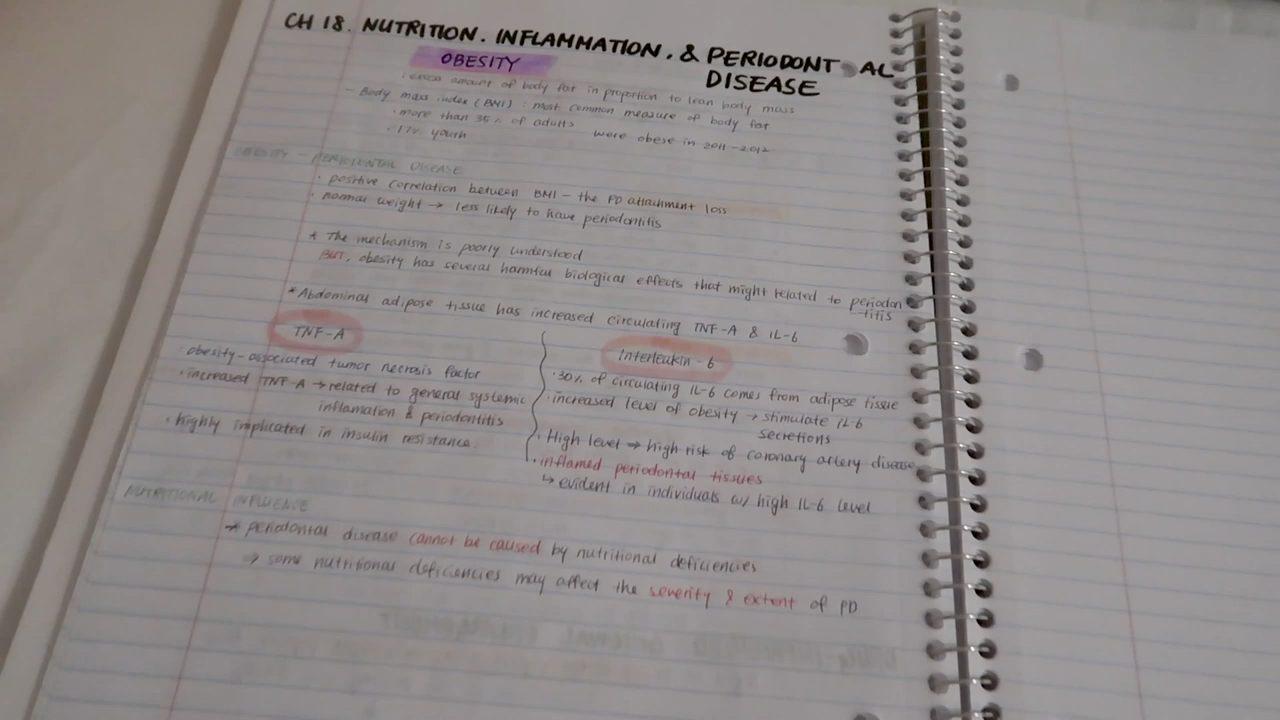 CH 18. NUTRITION. INFLAMMATION. & PERIODONT AL
DISEASE
OBESITY
· excess amount of body fat in proportion to lean body mass
- Body mass index (BMI) : most common measure of body fat
· more than 35% of adults were obese in 2011-2012
· 17% youth
OBESITY - PERIODONTAL DISEASE
· positive correlation between BMI - the PD attachment loss
· normal weight → less likely to have periodontitis
* The mechanism is poorly understood
BUT, obesity has several harmful biological effects that might related to periodon
-titis
* Abdominal adipose tissue has increased circulating TNF-A & IL-6
TNF-A
· obesity-associated tumor necrosis factor
· increased TNF-A → related to general systemic
inflamation & periodontitis
· highly implicated in insulin resistance.
Interleukin-6
· 30% of circulating IL-6 comes from adipose tissue
· increased level of obesity → stimulate IL-6
secretions
· High level → high risk of coronary artery disease
· inflamed periodontal tissues
↳ evident in individuals w/ high IL-6 level
NUTRITIONAL INFLUENCE
* periodontal disease cannot be caused by nutritional deficiencies
⇒ some nutritional deficiencies may affect the severity & extent of PD